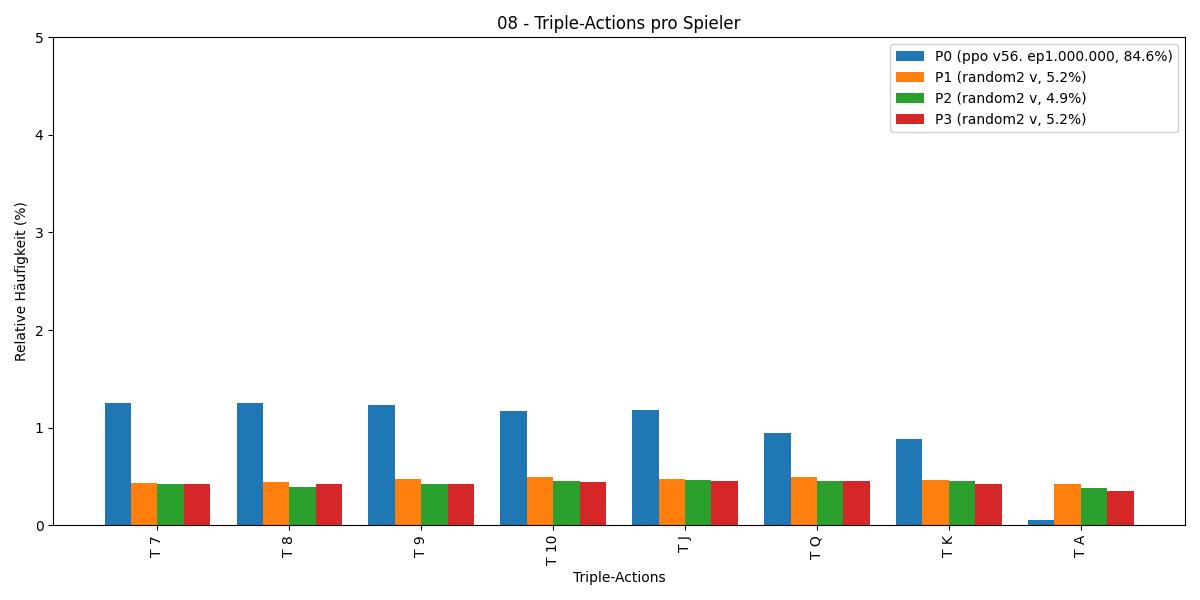 08 - Triple-Actions pro Spieler
P0 (ppo v56. ep1.000.000, 84.6%)
P1 (random2 v, 5.2%)
P2 (random2 v, 4.9%)
P3 (random2 v, 5.2%)
Relative Häufigkeit (%)
5
4
3
2
1
0
T 7
T 8
T 9
T 10
T J
T Q
T K
T A
Triple-Actions